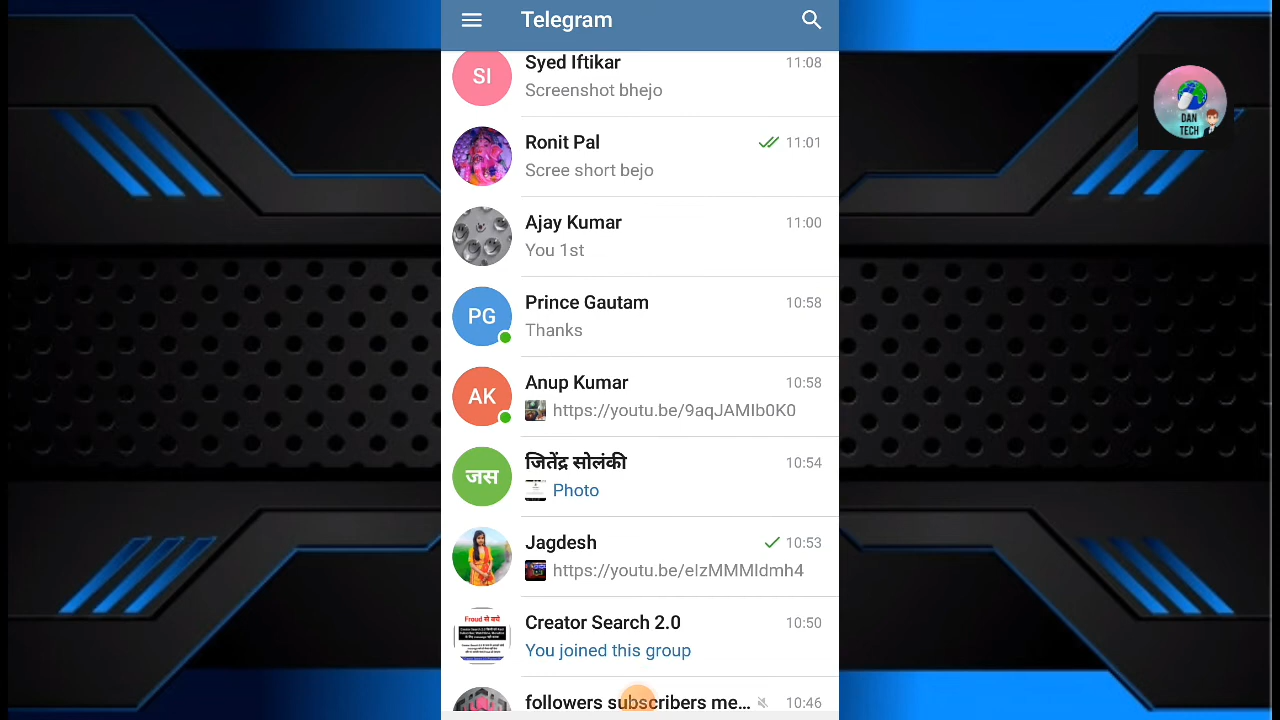 Telegram
DAN
TECH
SI
Syed Iftikar
11:08
Screenshot bhejo
Ronit Pal
11:01
Scree short bejo
Ajay Kumar
11:00
You 1st
PG
Prince Gautam
10:58
Thanks
AK
Anup Kumar
10:58
https://youtu.be/9aqJAMIb0K0
जस
जितेंद्र सोलंकी
10:54
Photo
Jagdesh
10:53
https://youtu.be/elzMMMldmh4
Froud से बचे
Creator Search 2.0
10:50
You joined this group
followers subscribers me...
10:46